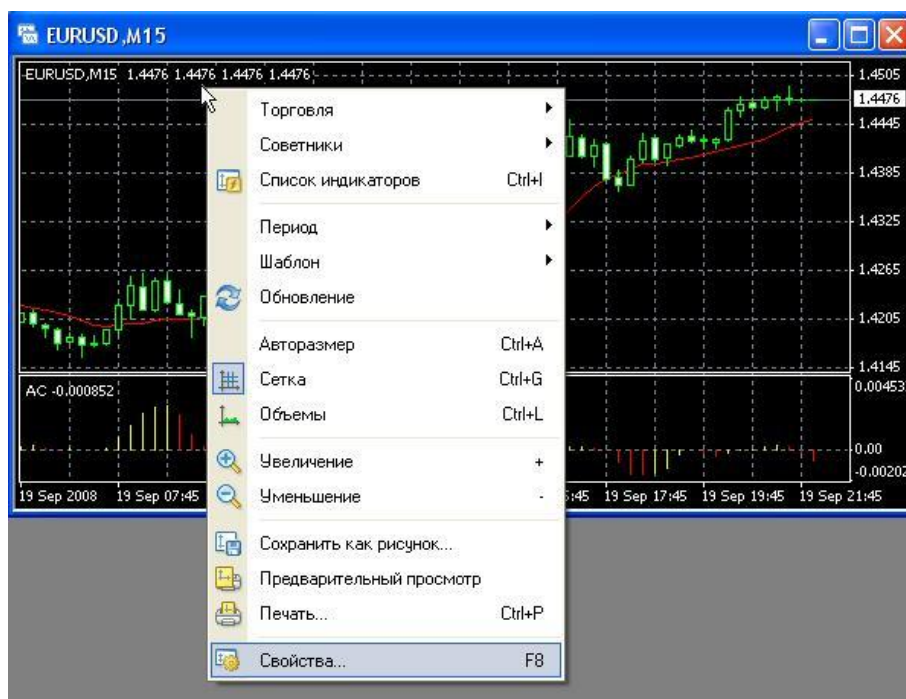 EURUSD,M15
EURUSD,M15 1.4476 1.4476 1.4476 1.4476
1.4505
1.4476
1.4445
1.4385
1.4325
1.4265
1.4205
1.4145
Торговля
Советники
Список индикаторов Ctrl+I
Период
Шаблон
Обновление
Авторазмер Ctrl+A
Сетка Ctrl+G
Объемы Ctrl+L
Увеличение +
Уменьшение -
Сохранить как рисунок...
Предварительный просмотр
Печать... Ctrl+P
Свойства... F8
AC -0.000852
0.00453
0.00
-0.00202
19 Sep 2008 19 Sep 07:45 5:45 19 Sep 17:45 19 Sep 19:45 19 Sep 21:45